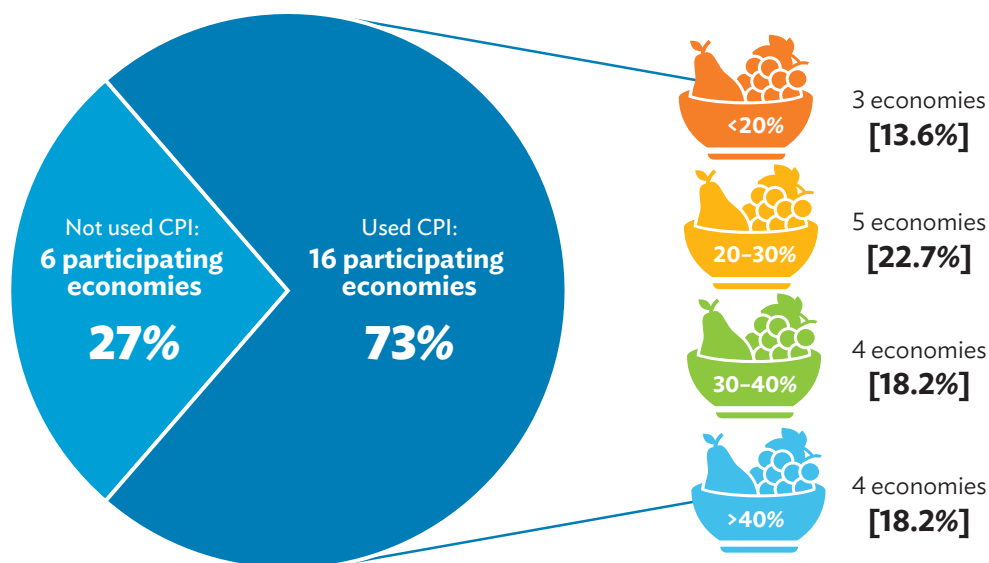 Not used CPI:
6 participating
economies
27%
Used CPI:
16 participating
economies
73%
<20%
3 economies
[13.6%]
20–30%
5 economies
[22.7%]
30–40%
4 economies
[18.2%]
>40%
4 economies
[18.2%]